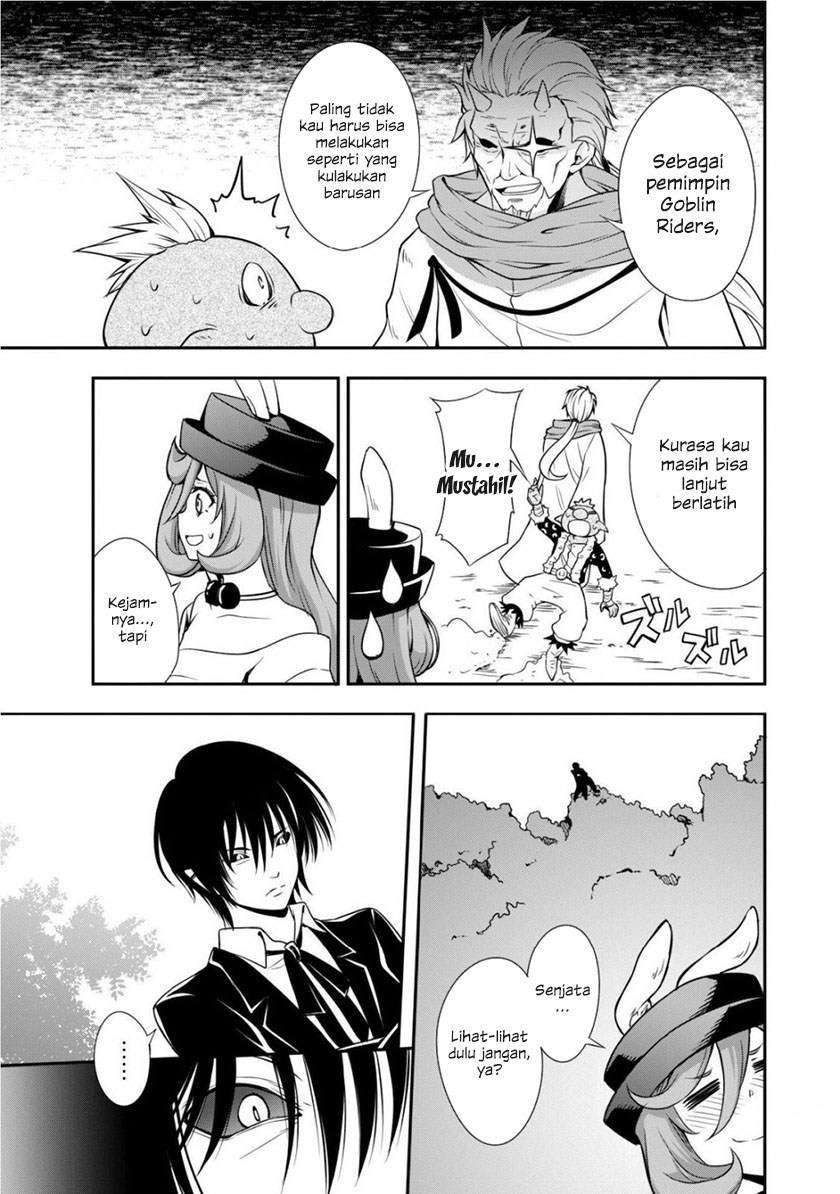 Sebagai
pemimpin
Goblin
Riders,
Paling tidak
kau harus bisa
melakukan
seperti yang
kulakukan
barusan
Kurasa kau
masih bisa
lanjut
berlatih
Mu...
Mustahil!
ズルズル
Kejam-
nya...,
tapi
Senjata
...
Lihat-lihat
dulu jangan,
ya?
...